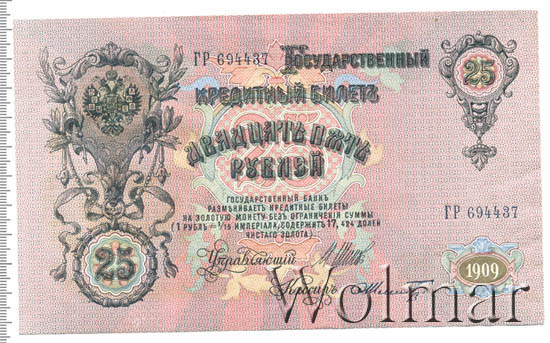 ГР 694437 Государственный
25
Кредитный Билетъ
Двадцать пять
рублей
Государственный Банкъ
размѣниваетъ кредитные билеты
на золотую монету безъ ограниченія суммы
(1 рубль = 1/15 имперіала, содержитъ 17,424 долей
чистаго золота)
ГР 694437
Управляющій
25
Кассиръ
1909
Wolmar